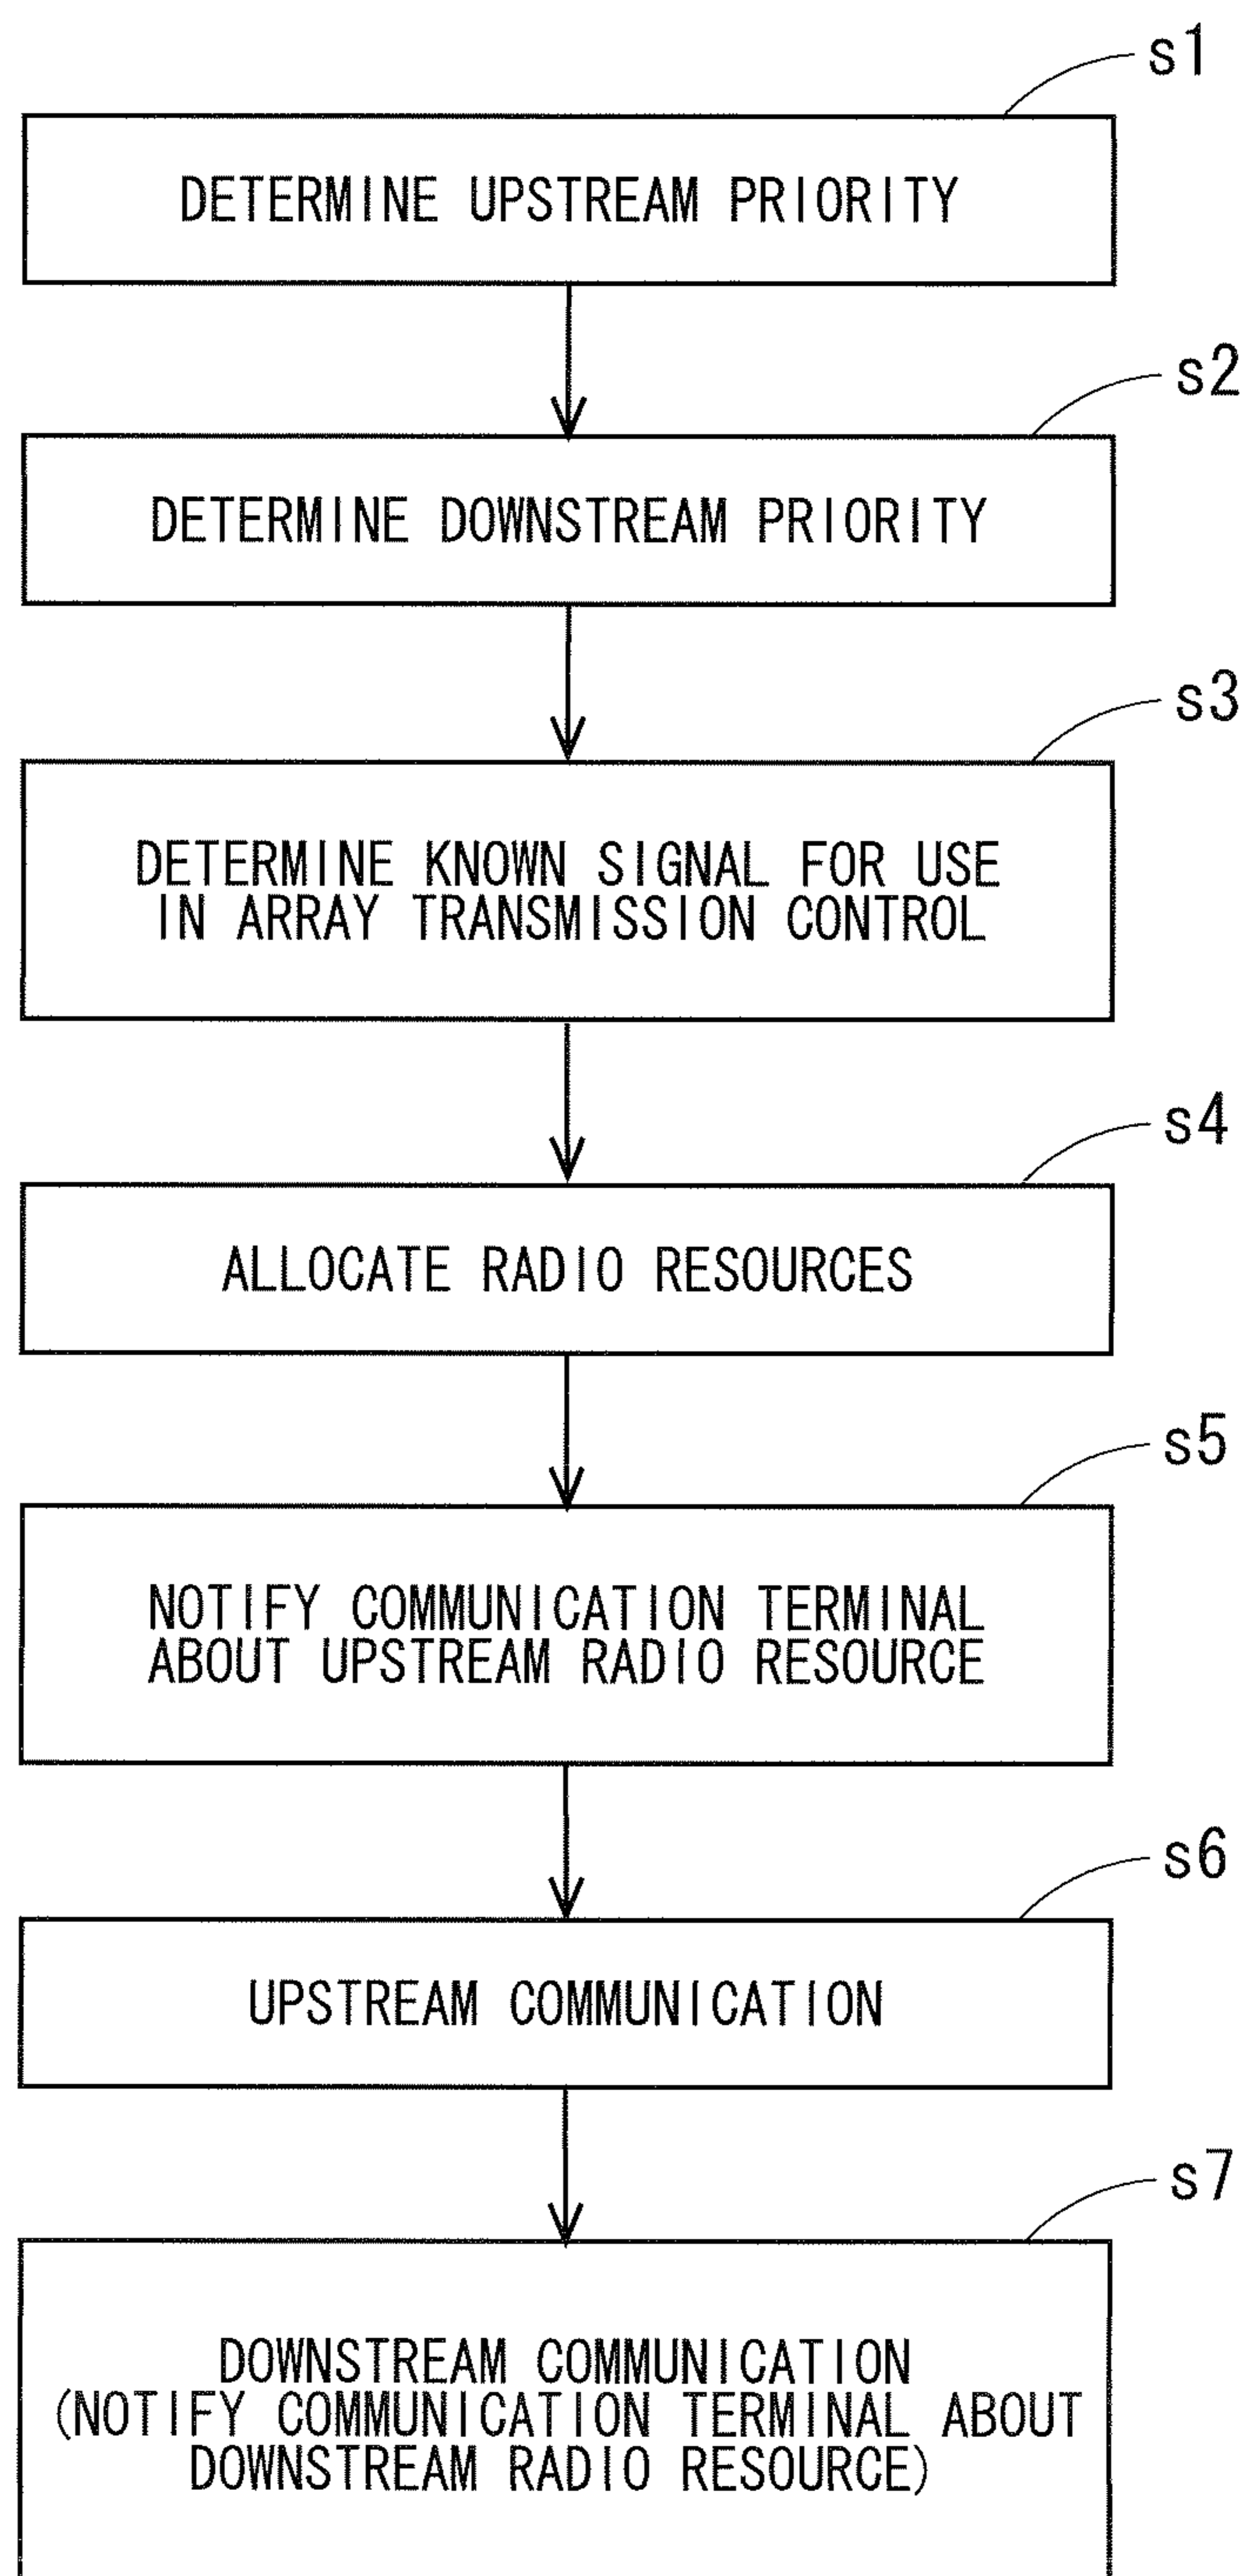 s1
DETERMINE UPSTREAM PRIORITY
s2
DETERMINE DOWNSTREAM PRIORITY
s3
DETERMINE KNOWN SIGNAL FOR USE
IN ARRAY TRANSMISSION CONTROL
s4
ALLOCATE RADIO RESOURCES
s5
NOTIFY COMMUNICATION TERMINAL
ABOUT UPSTREAM RADIO RESOURCE
s6
UPSTREAM COMMUNICATION
s7
DOWNSTREAM COMMUNICATION
(NOTIFY COMMUNICATION TERMINAL ABOUT
DOWNSTREAM RADIO RESOURCE)